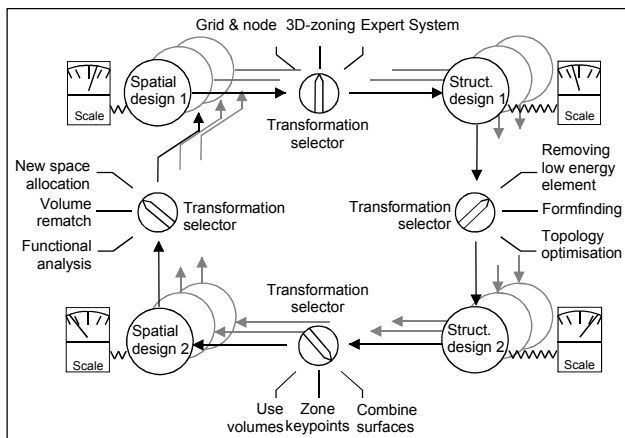 Grid & node 3D-zoning Expert System
Spatial
design 1
Scale
Transformation
selector
Struct.
design 1
Scale
New space
allocation
Volume
rematch
Functional
analysis
Transformation
selector
Transformation
selector
Removing
low energy
element
Formfinding
Topology
optimisation
Spatial
design 2
Scale
Transformation
selector
Struct.
design 2
Scale
Use
volumes
Zone
keypoints
Combine
surfaces